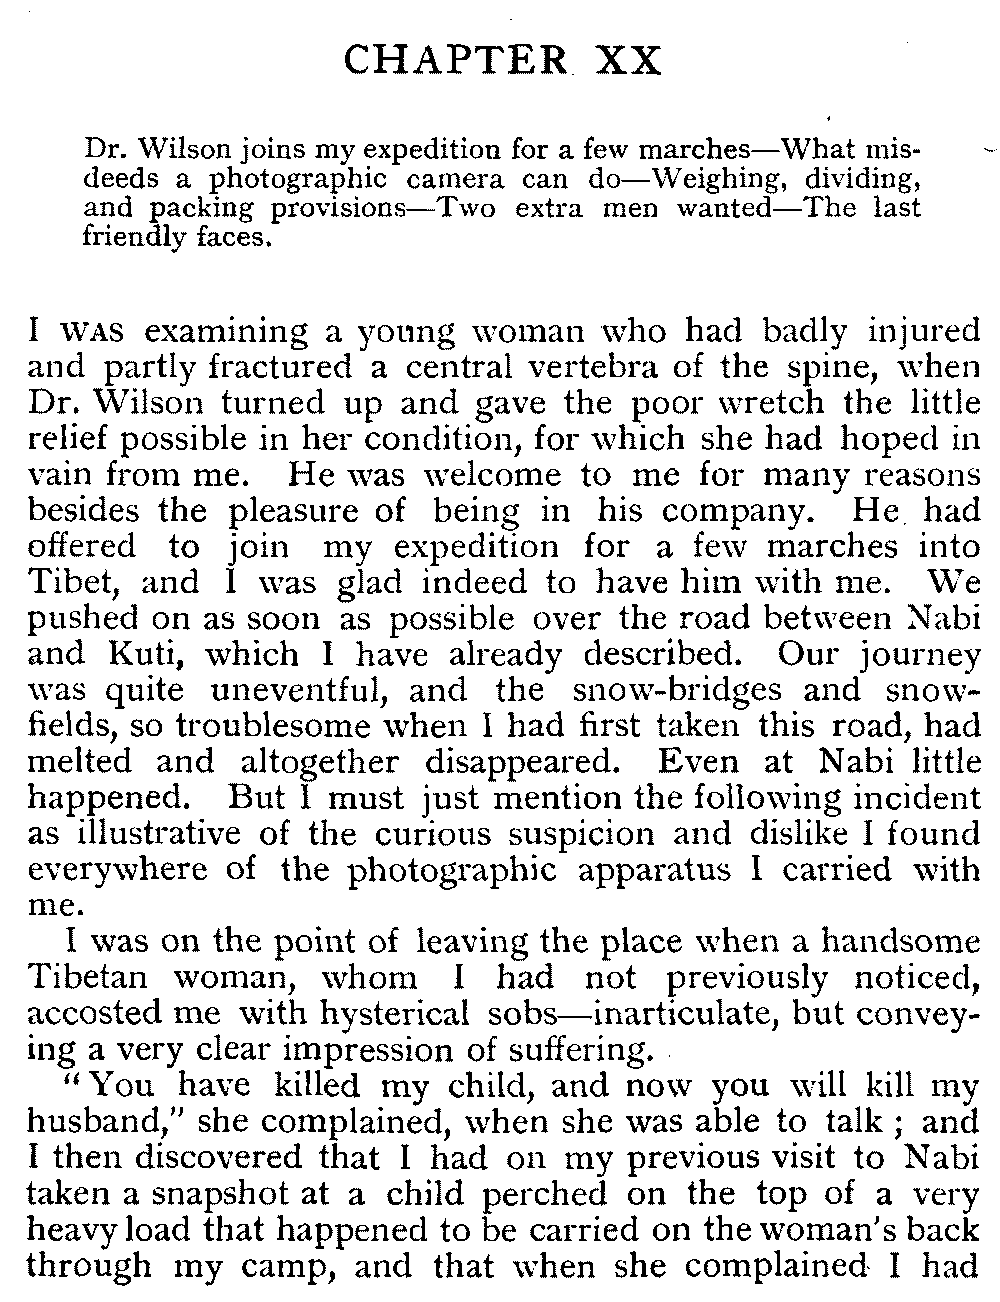 CHAPTER XX
Dr. Wilson joins my expedition for a few marches—What mis-
deeds a photographic camera can do—Weighing, dividing,
and packing provisions—Two extra men wanted—The last
friendly faces.
I WAS examining a young woman who had badly injured
and partly fractured a central vertebra of the spine, when
Dr. Wilson turned up and gave the poor wretch the little
relief possible in her condition, for which she had hoped in
vain from me. He was welcome to me for many reasons
besides the pleasure of being in his company. He had
offered to join my expedition for a few marches into
Tibet, and I was glad indeed to have him with me. We
pushed on as soon as possible over the road between Nabi
and Kuti, which I have already described. Our journey
was quite uneventful, and the snow-bridges and snow-
fields, so troublesome when I had first taken this road, had
melted and altogether disappeared. Even at Nabi little
happened. But I must just mention the following incident
as illustrative of the curious suspicion and dislike I found
everywhere of the photographic apparatus I carried with
me.
I was on the point of leaving the place when a handsome
Tibetan woman, whom I had not previously noticed,
accosted me with hysterical sobs—inarticulate, but convey-
ing a very clear impression of suffering.
“You have killed my child, and now you will kill my
husband,” she complained, when she was able to talk; and
I then discovered that I had on my previous visit to Nabi
taken a snapshot at a child perched on the top of a very
heavy load that happened to be carried on the woman's back
through my camp, and that when she complained I had